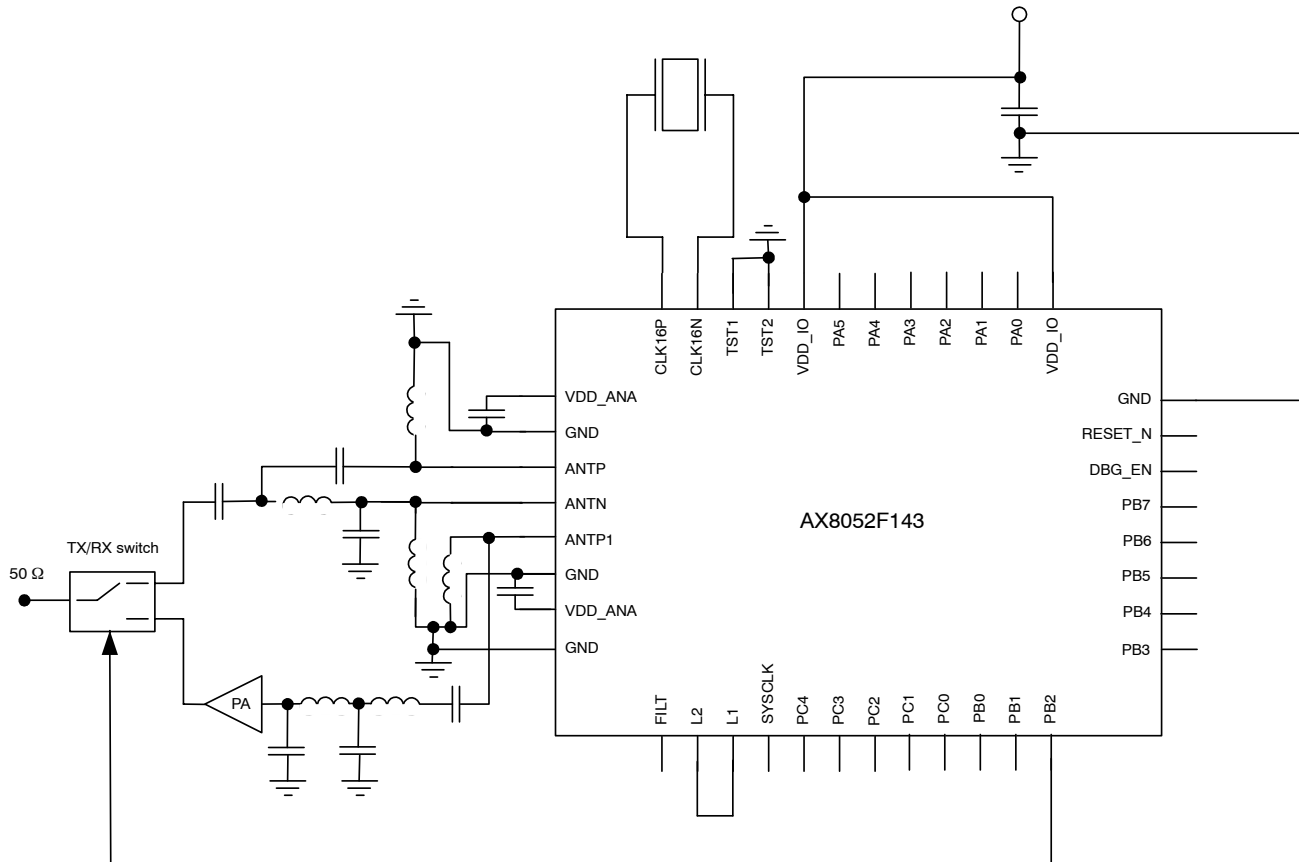 CLK16P
CLK16N
TST1
TST2
VDD_IO
PA5
PA4
PA3
PA2
PA1
PA0
VDD_IO
VDD_ANA
GND
ANTP
ANTN
ANTP1
GND
VDD_ANA
GND
AX8052F143
GND
RESET_N
DBG_EN
PB7
PB6
PB5
PB4
PB3
TX/RX switch
50 Ω
PA
FILT
L2
L1
SYSCLK
PC4
PC3
PC2
PC1
PC0
PB0
PB1
PB2